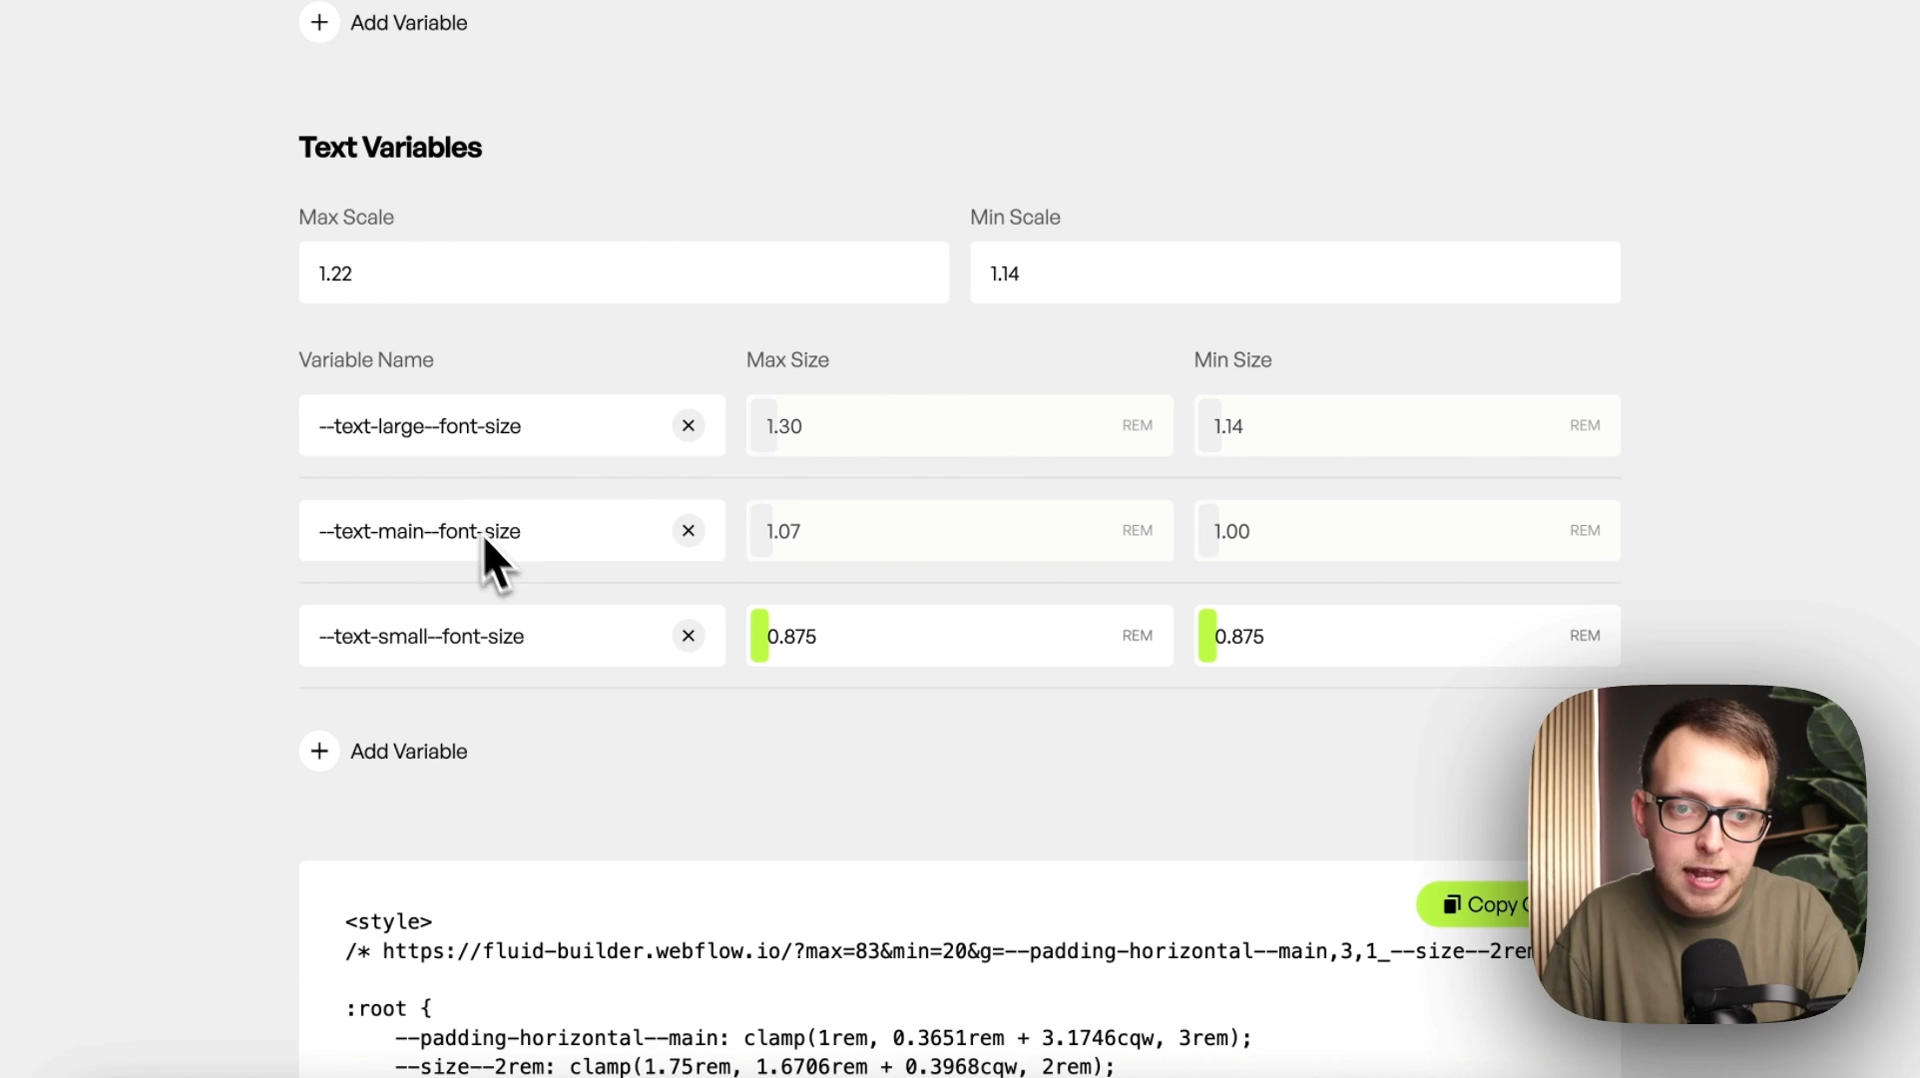 Add Variable
Text Variables
Max Scale
Min Scale
1.22
1.14
Variable Name
Max Size
Min Size
--text-large--font-size
1.30
REM
1.14
REM
--text-main--font-size
1.07
REM
1.00
REM
--text-small--font-size
0.875
REM
0.875
REM
Add Variable
Copy
<style>
/* https://fluid-builder.webflow.io/?max=83&min=20&g=--padding-horizontal--main,3,1_--size--2rem
:root {
--padding-horizontal--main: clamp(1rem, 0.3651rem + 3.1746cqw, 3rem);
--size--2rem: clamp(1.75rem, 1.6706rem + 0.3968cqw, 2rem);